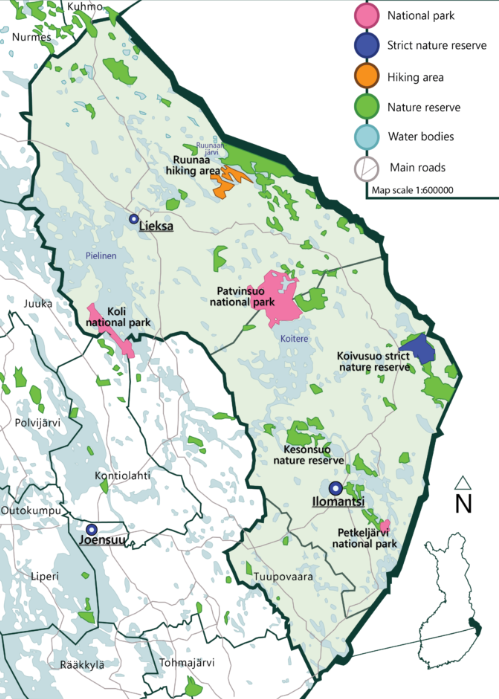 Kuhmo
Nurmes
National park
Strict nature reserve
Hiking area
Nature reserve
Water bodies
Main roads
Map scale 1:600000
Ruunaan
järvi
Ruunaa
hiking area
Lieksa
Pielinen
Juuka
Koli
national park
Patvinsuo
national park
Koitere
Koivusuo strict
nature reserve
Polvijärvi
Kesonsuo
nature reserve
Kontiolahti
Ilomantsi
N
Outokumpu
Joensuu
Petkeljärvi
national park
Liperi
Tuupovaara
Rääkkylä
Tohmajärvi